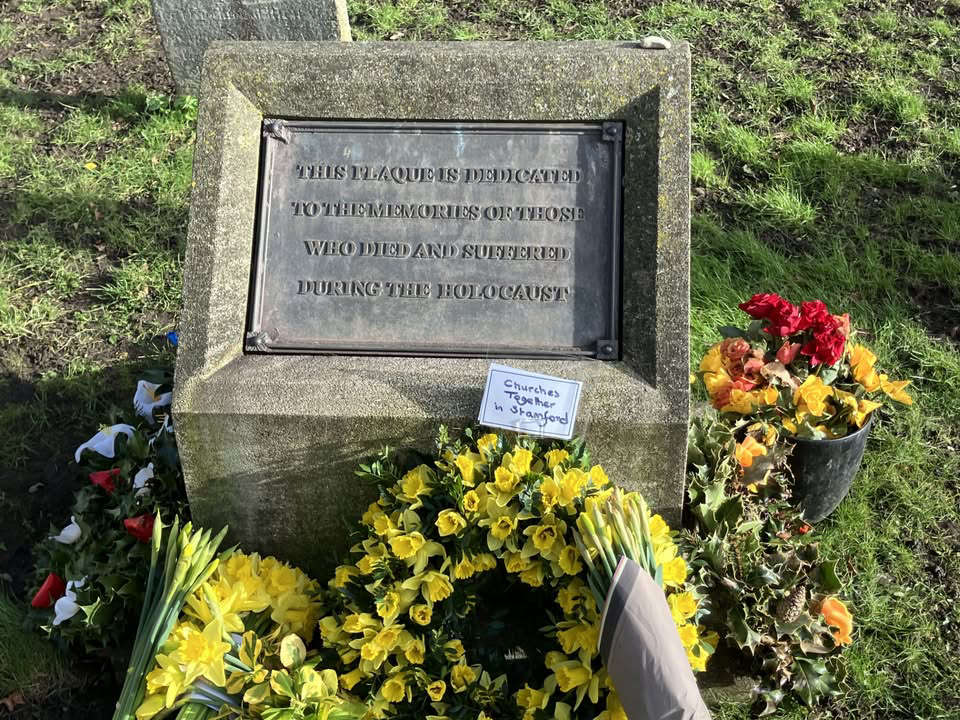 THIS PLAQUE IS DEDICATED
TO THE MEMORIES OF THOSE
WHO DIED AND SUFFERED
DURING THE HOLOCAUST
Churches
Together
in Stamford